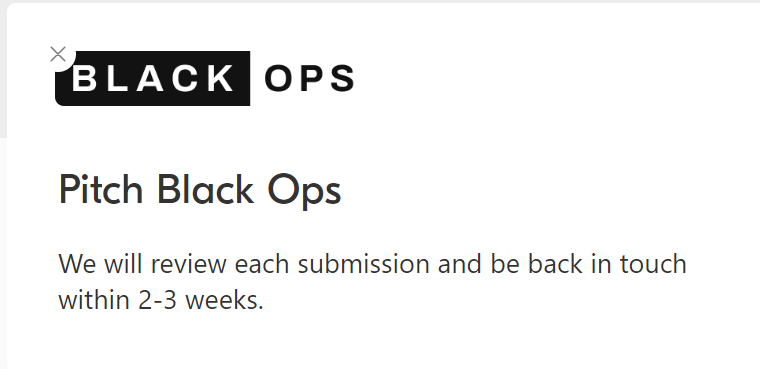 BLACK OPS
Pitch Black Ops
We will review each submission and be back in touch
within 2-3 weeks.